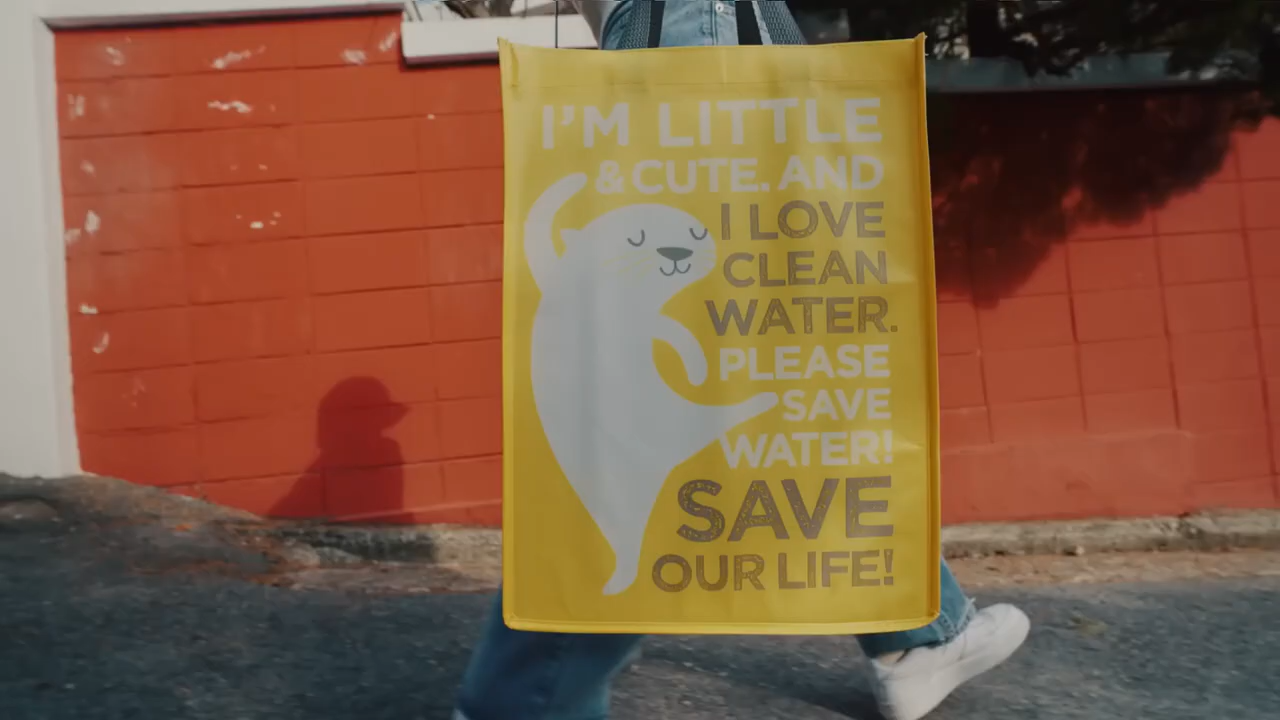 I'M LITTLE
& CUTE. AND
I LOVE
CLEAN
WATER.
PLEASE
SAVE
WATER!
SAVE
OUR LIFE!